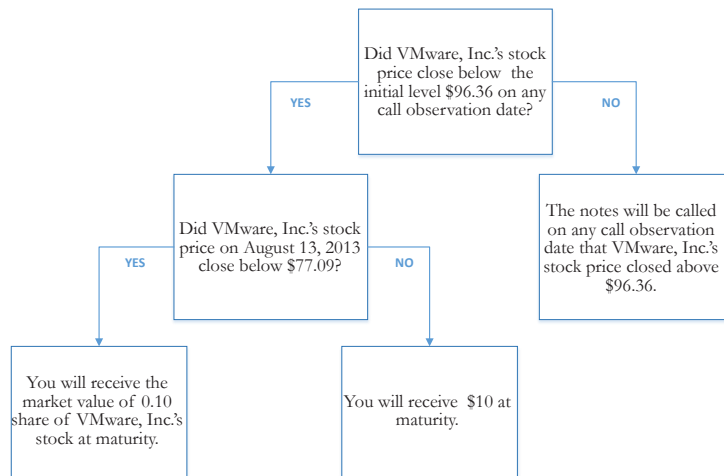 Did VMware, Inc.'s stock
price close below the
initial level $96.36 on any
call observation date?
YES
NO
Did VMware, Inc.'s stock
price on August 13, 2013
close below $77.09?
The notes will be called
on any call observation
date that VMware, Inc.'s
stock price closed above
$96.36.
YES
NO
You will receive the
market value of 0.10
share of VMware, Inc.'s
stock at maturity.
You will receive $10 at
maturity.